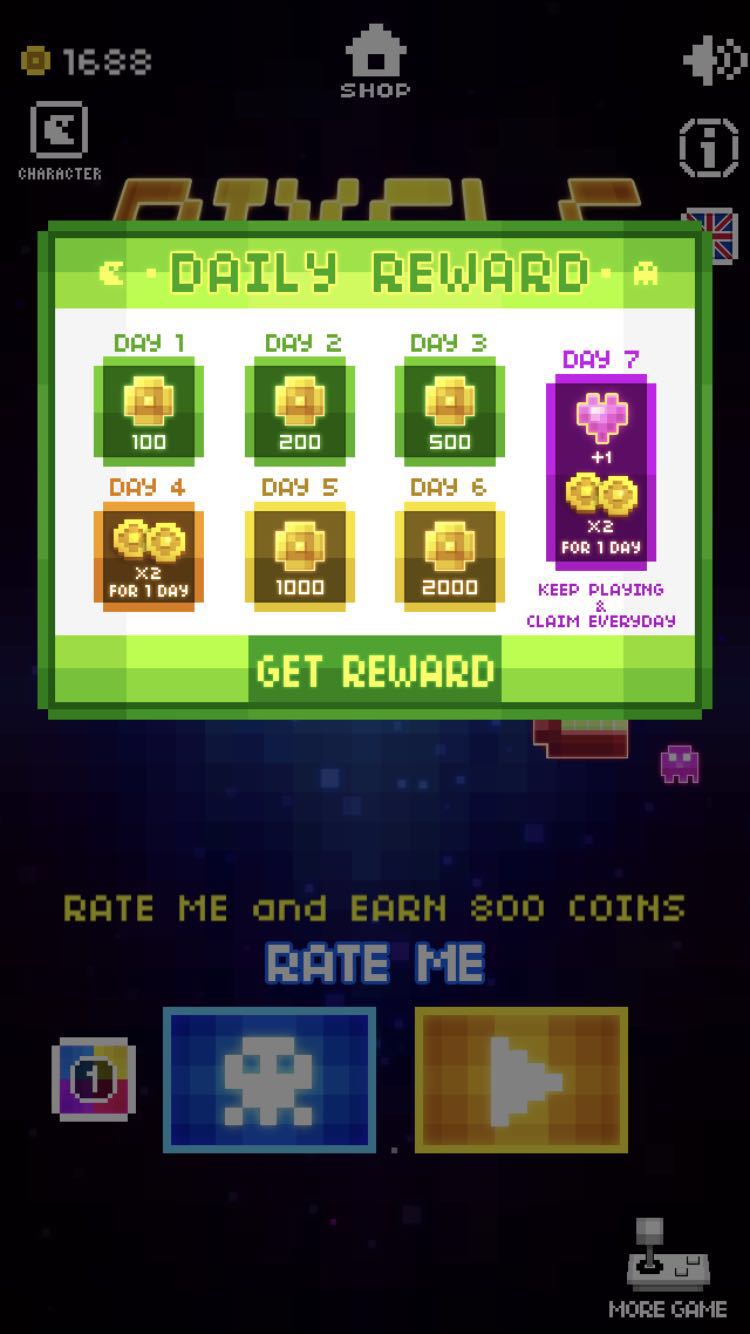 1688
SHOP
CHARACTER
DAILY REWARD
DAY 1
DAY 2
DAY 3
DAY 7
100
200
500
+1
X2
FOR 1 DAY
DAY 4
DAY 5
DAY 6
X2
FOR 1 DAY
1000
2000
KEEP PLAYING
&
CLAIM EVERYDAY
GET REWARD
RATE ME and EARN 800 COINS
RATE ME
1
MORE GAME